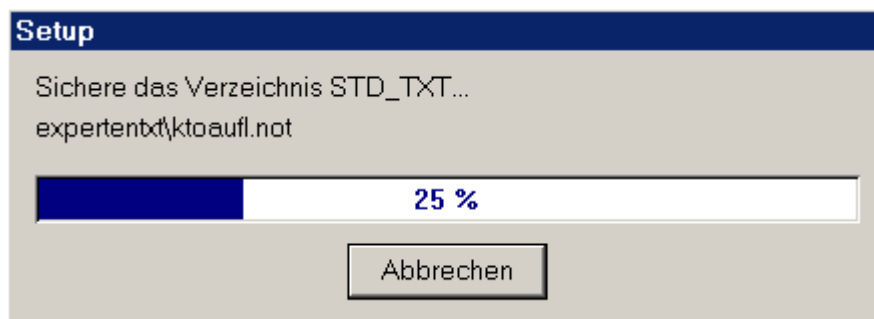 Setup
Sichere das Verzeichnis STD_TXT...
expertentxt\ktoaufl.not
25 %
Abbrechen